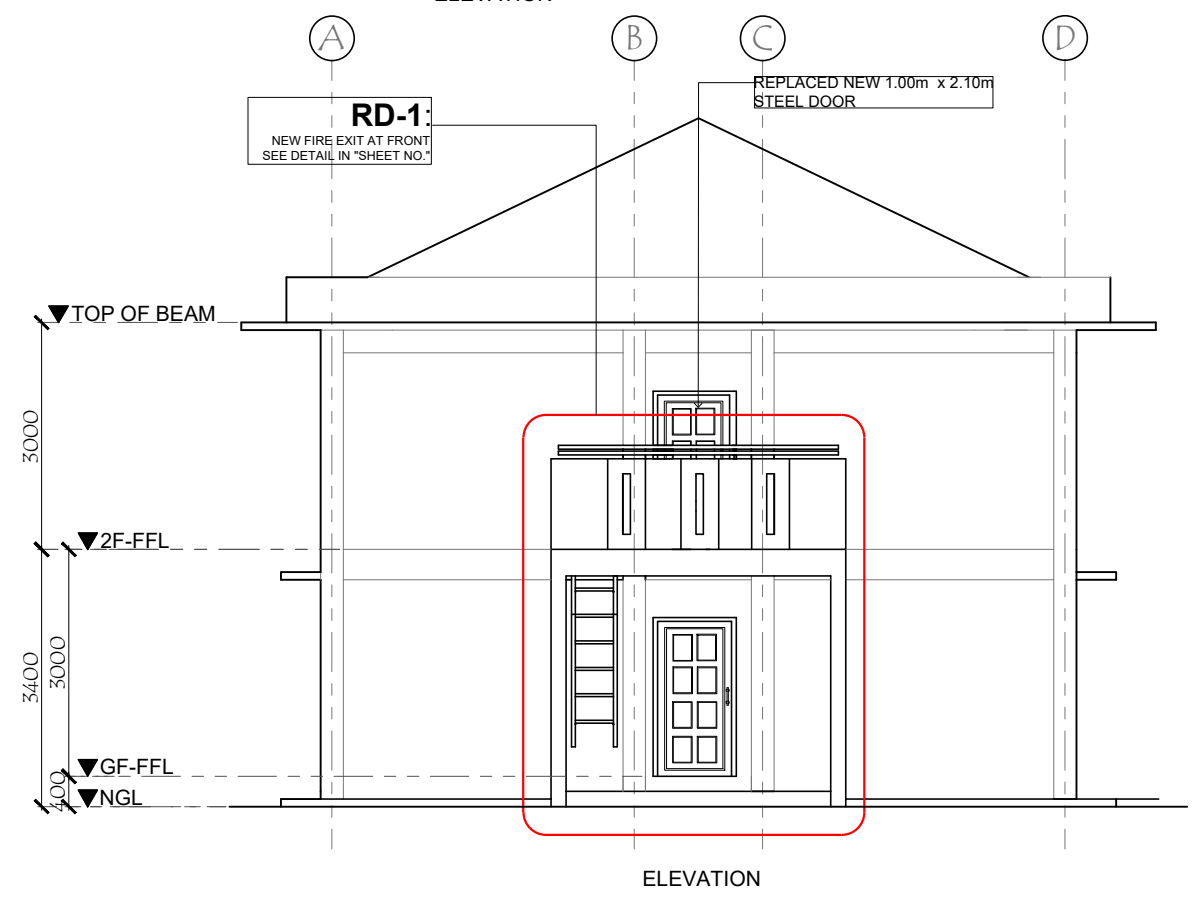 ELEVATION
A
B
C
D
REPLACED NEW 1.00m x 2.10m
STEEL DOOR
RD-1:
NEW FIRE EXIT AT FRONT
SEE DETAIL IN "SHEET NO."
TOP OF BEAM
3000
2F-FFL
3400
3000
GF-FFL
400
NGL
ELEVATION